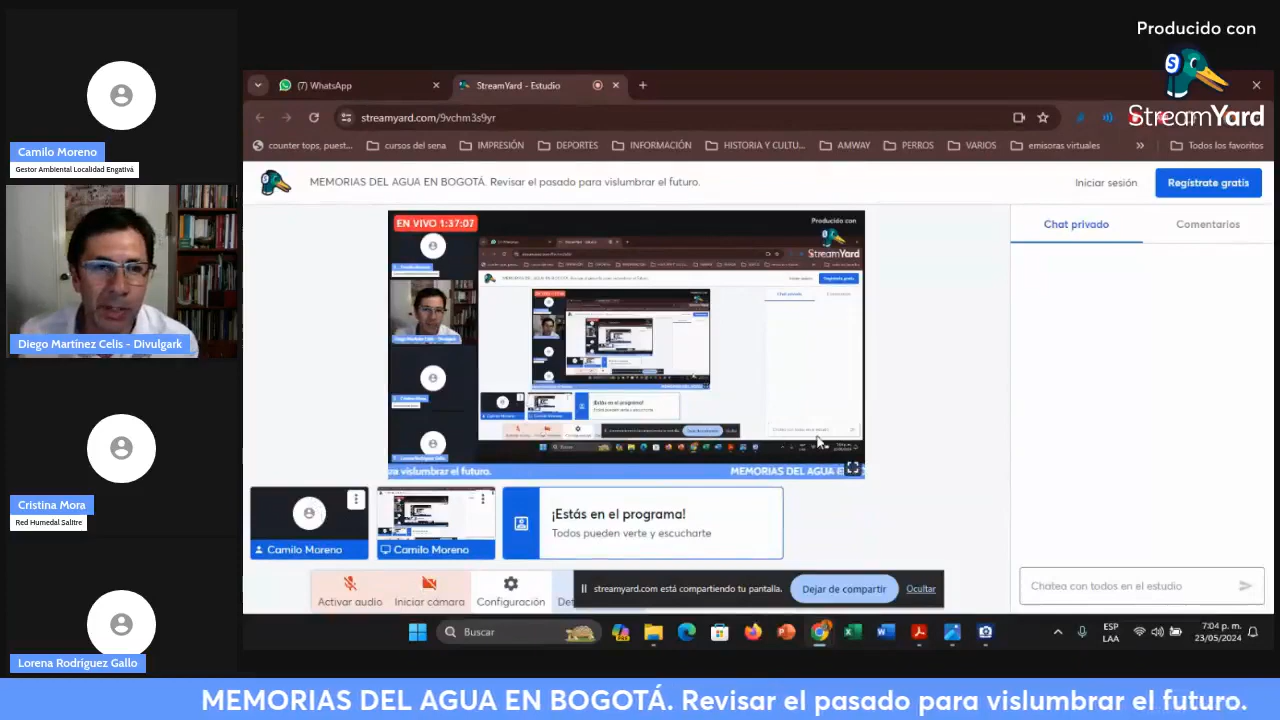 Producido con
StreamYard
Camilo Moreno
Gestor Ambiental Localidad Engativá
Diego Martínez Celis - Divulgark
Cristina Mora
Red Humedal Salitre
Lorena Rodríguez Gallo
(7) WhatsApp
StreamYard - Estudio
streamyard.com/9vchm3s9yr
counter tops, puest...
cursos del sena
IMPRESIÓN
DEPORTES
INFORMACIÓN
HISTORIA Y CULTU...
AMWAY
PERROS
VARIOS
emisoras virtuales
»
Todos los favoritos
MEMORIAS DEL AGUA EN BOGOTÁ. Revisar el pasado para vislumbrar el futuro.
Iniciar sesión
Regístrate gratis
Chat privado
Comentarios
EN VIVO 1:37:07
Producido con
StreamYard
ra vislumbrar el futuro.
MEMORIAS DEL AGUA E
Camilo Moreno
Camilo Moreno
¡Estás en el programa!
Todos pueden verte y escucharte
Activar audio
Iniciar cámara
Configuración
streamyard.com está compartiendo tu pantalla.
Dejar de compartir
Ocultar
Chatea con todos en el estudio
Buscar
ESP
LAA
7:04 p. m.
23/05/2024
MEMORIAS DEL AGUA EN BOGOTÁ. Revisar el pasado para vislumbrar el futuro.